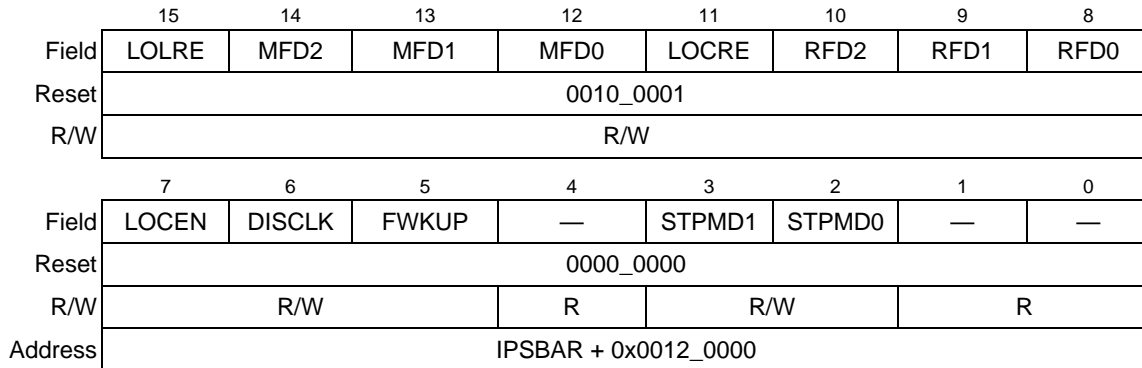 15 14 13 12 11 10 9 8
Field LOLRE MFD2 MFD1 MFD0 LOCRE RFD2 RFD1 RFD0
Reset 0010_0001
R/W R/W
7 6 5 4 3 2 1 0
Field LOCEN DISCLK FWKUP — STPMD1 STPMD0 — —
Reset 0000_0000
R/W R/W R R/W R
Address IPSBAR + 0x0012_0000